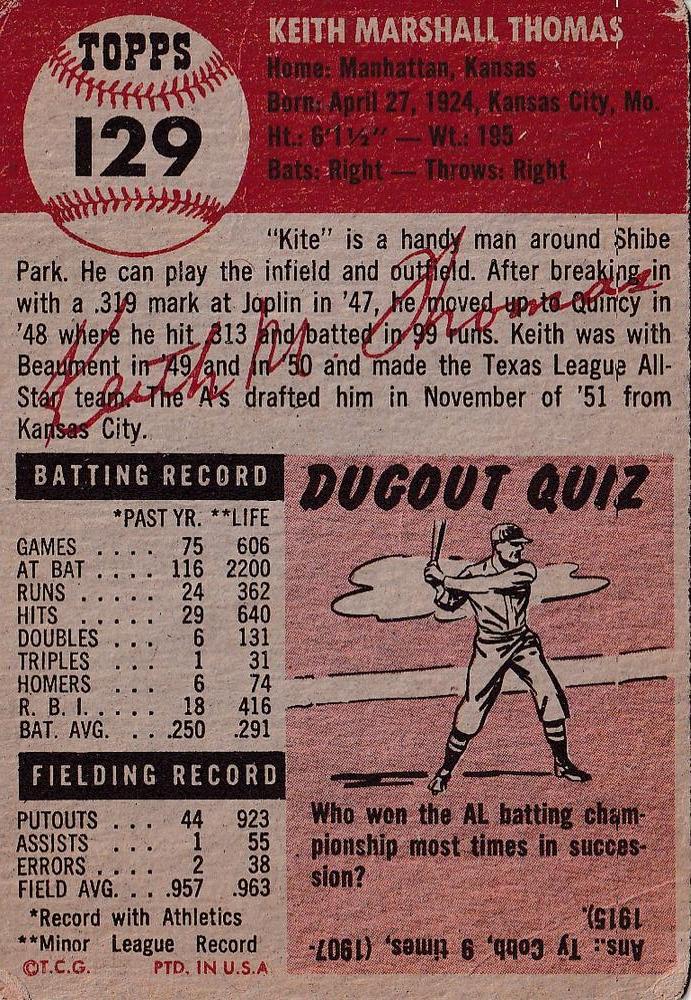 TOPPS
129
KEITH MARSHALL THOMAS
Home: Manhattan, Kansas
Born: April 27, 1924, Kansas City, Mo.
Ht.: 6'1½" — Wt.: 195
Bats: Right — Throws: Right
"Kite" is a handy man around Shibe
Park. He can play the infield and outfield. After breaking in
with a .319 mark at Joplin in '47, he moved up to Quincy in
'48 where he hit .313 and batted in 99 runs. Keith was with
Beaumont in '49 and in '50 and made the Texas League All-
Star team. The A's drafted him in November of '51 from
Kansas City.
Keith M. Thomas
BATTING RECORD
*PAST YR. **LIFE
GAMES .... 75 606
AT BAT .... 116 2200
RUNS ..... 24 362
HITS ..... 29 640
DOUBLES ... 6 131
TRIPLES ... 1 31
HOMERS ... 6 74
R. B. I. .... 18 416
BAT. AVG. ... .250 .291
FIELDING RECORD
PUTOUTS ... 44 923
ASSISTS .... 1 55
ERRORS .... 2 38
FIELD AVG. ... .957 .963
*Record with Athletics
**Minor League Record
©T.C.G. PTD. IN U.S.A
DUGOUT QUIZ
Who won the AL batting cham-
pionship most times in succes-
sion?
Ans.: Ty Cobb, 9 times, (1907-
1915).